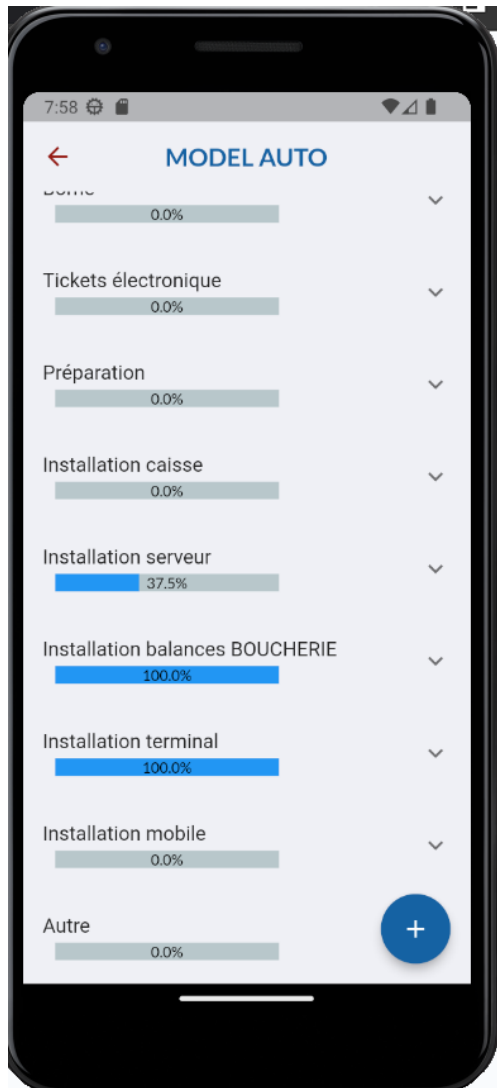 7:58
MODEL AUTO
0.0%
Tickets électronique
0.0%
Préparation
0.0%
Installation caisse
0.0%
Installation serveur
37.5%
Installation balances BOUCHERIE
100.0%
Installation terminal
100.0%
Installation mobile
0.0%
Autre
0.0%